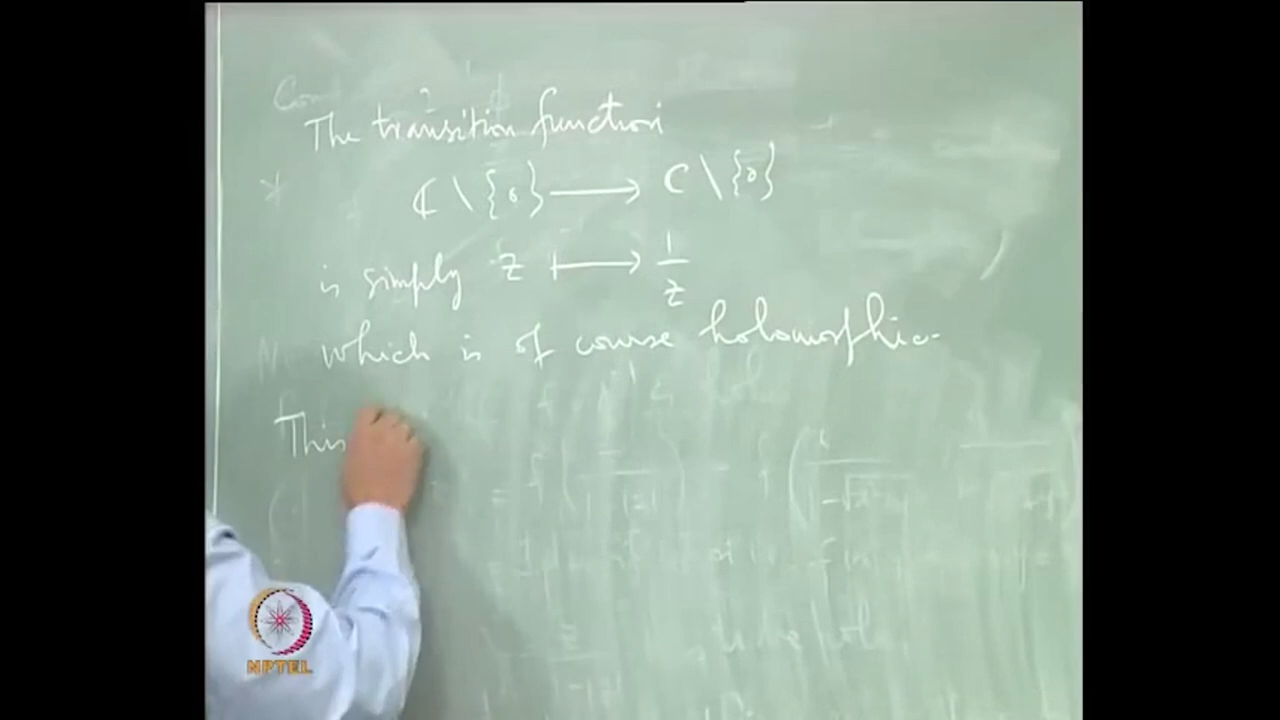 The transition function
ℂ \ {0} ⟶ ℂ \ {0}
is simply z ⟼ 1/z
which is of course holomorphic.
This
NPTEL